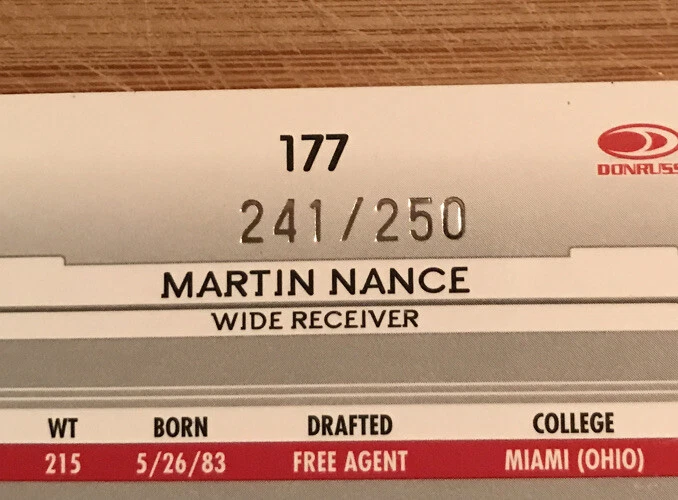 177
DONRUSS
241/250
MARTIN NANCE
WIDE RECEIVER
WT BORN DRAFTED COLLEGE
215 5/26/83 FREE AGENT MIAMI (OHIO)